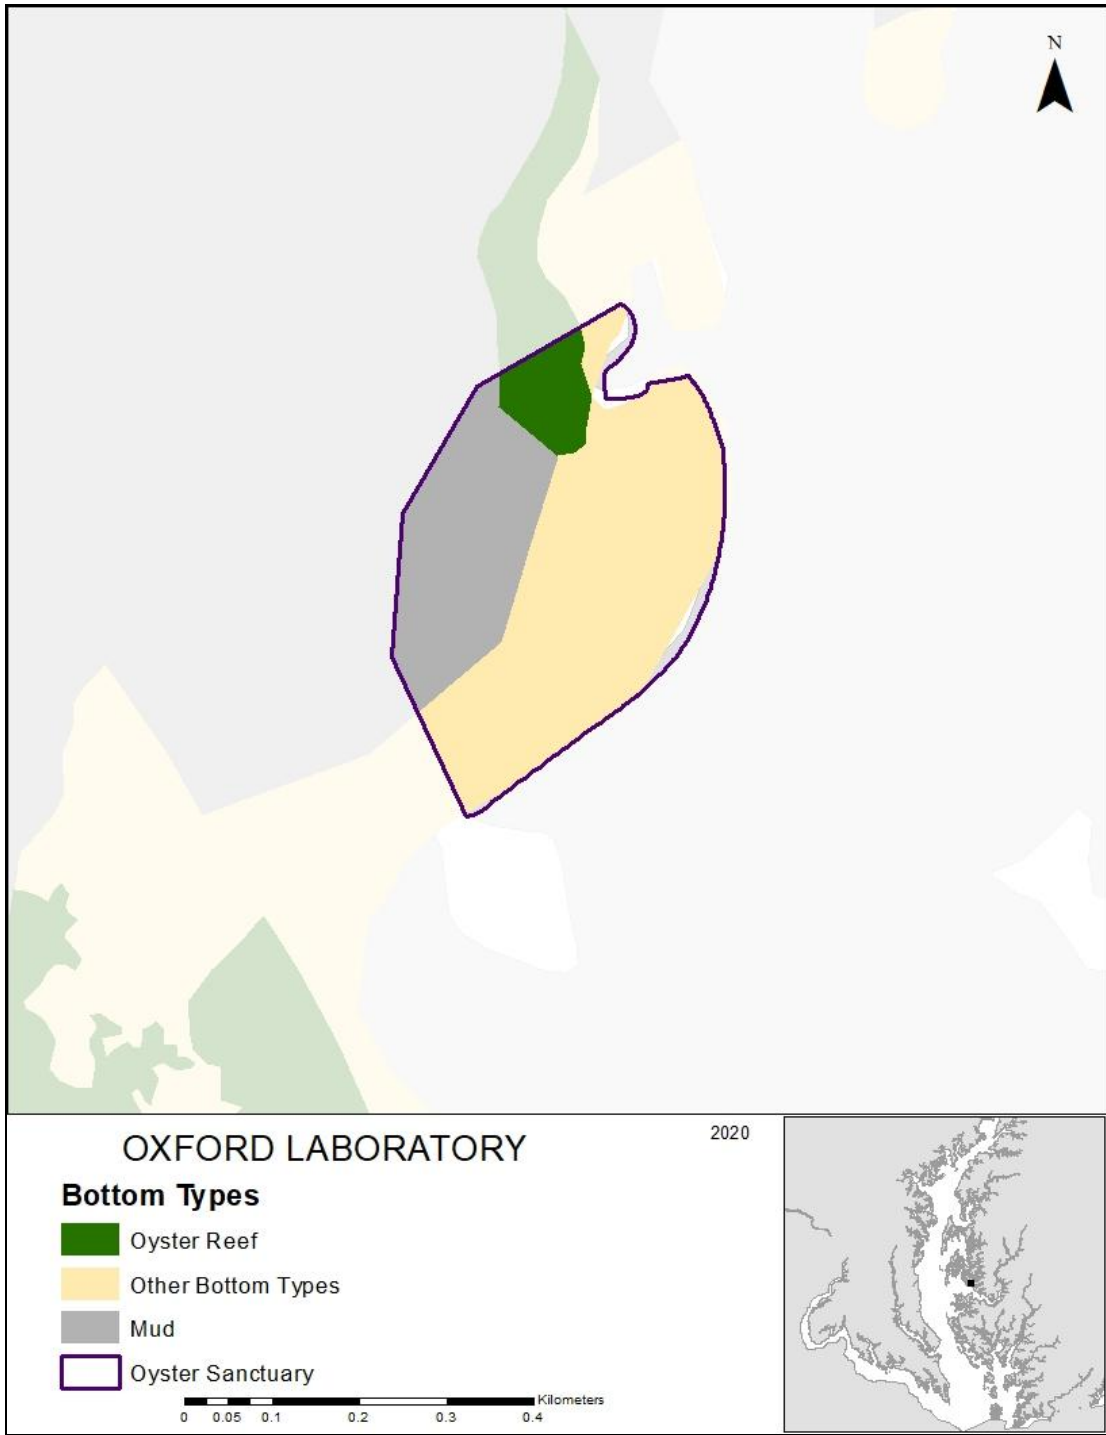 N
OXFORD LABORATORY
2020
Bottom Types
Oyster Reef
Other Bottom Types
Mud
Oyster Sanctuary
Kilometers
0 0.05 0.1 0.2 0.3 0.4